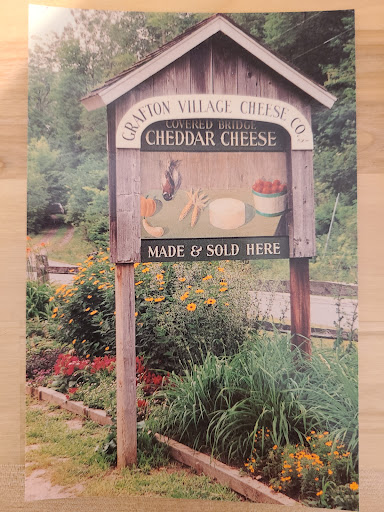 GRAFTON VILLAGE CHEESE CO.
COVERED BRIDGE
CHEDDAR CHEESE
MADE & SOLD HERE